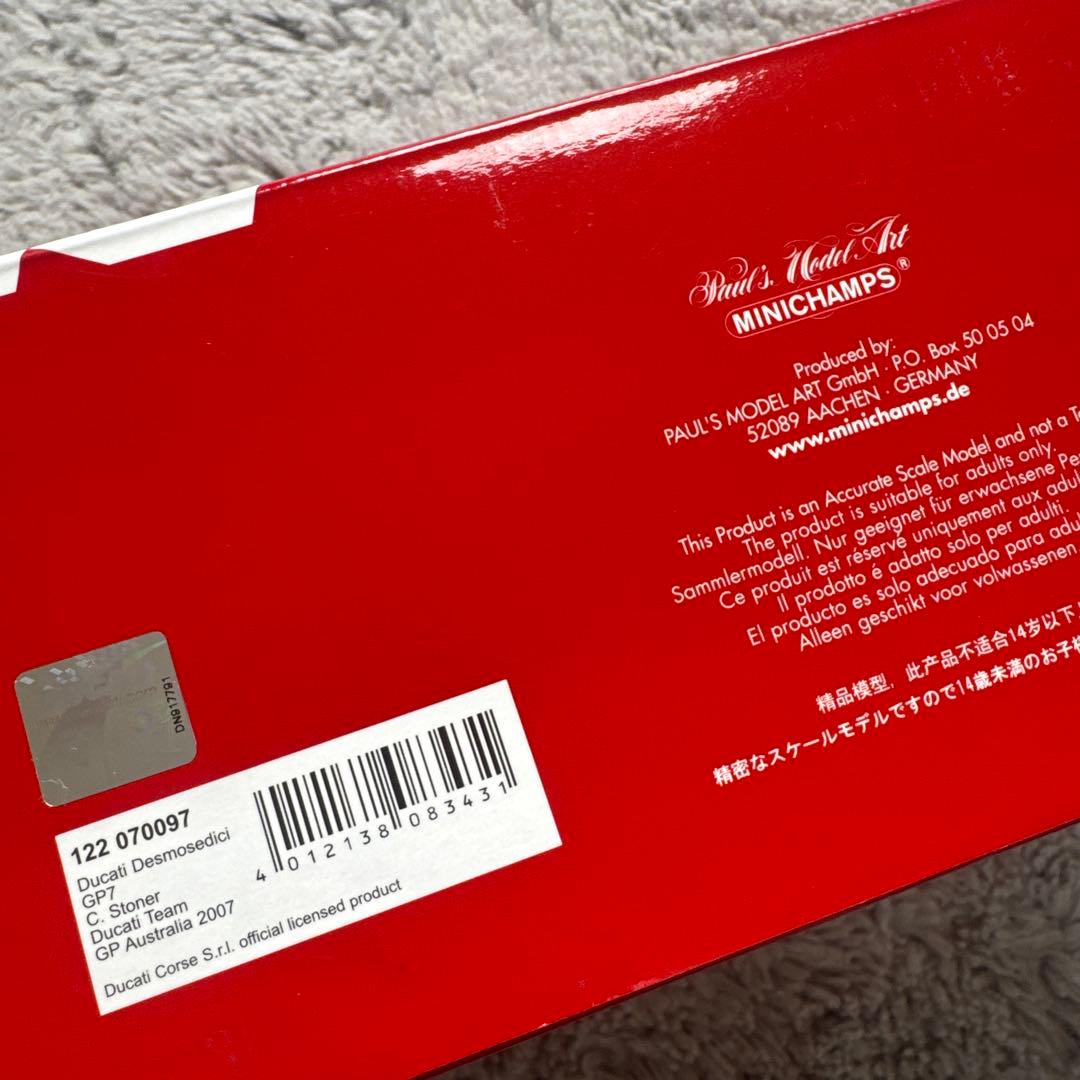 Paul's Model Art
MINICHAMPS®
Produced by:
PAUL'S MODEL ART GmbH · P.O. Box 50 05 04
52089 AACHEN · GERMANY
www.minichamps.de
This Product is an Accurate Scale Model and not a
The product is suitable for adults only.
Sammlermodell. Nur geeignet für erwachsene
Ce produit est réservé uniquement aux
Il prodotto é adatto solo per adulti.
El producto es solo adecuado para
Alleen geschikt voor volwassenen
精品模型，此产品不适合14岁以下
精密なスケールモデルですので14歳未満のお子様
DN917791
122 070097
Ducati Desmosedici
GP7
C. Stoner
Ducati Team
GP Australia 2007
Ducati Corse S.r.l. official licensed product
4 012138 083431